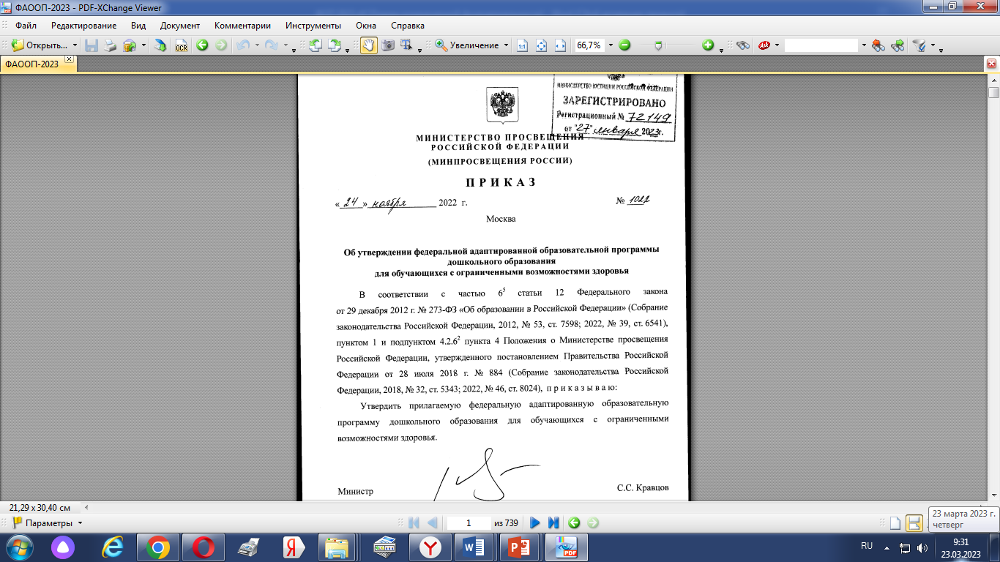 ФАООП-2023 - PDF-XChange Viewer
Файл Редактирование Вид Документ Комментарии Инструменты Окна Справка
Открыть... OCR Увеличение 66,7% Ask
ФАООП-2023
МИНИСТЕРСТВО ЮСТИЦИИ РОССИЙСКОЙ ФЕДЕРАЦИИ
ЗАРЕГИСТРИРОВАНО
Регистрационный № 72149
от "27" января 2023г.
МИНИСТЕРСТВО ПРОСВЕЩЕНИЯ
РОССИЙСКОЙ ФЕДЕРАЦИИ
(МИНПРОСВЕЩЕНИЯ РОССИИ)
ПРИКАЗ
«24» ноября 2022 г. № 1022
Москва
Об утверждении федеральной адаптированной образовательной программы
дошкольного образования
для обучающихся с ограниченными возможностями здоровья
В соответствии с частью 6⁵ статьи 12 Федерального закона
от 29 декабря 2012 г. № 273-ФЗ «Об образовании в Российской Федерации» (Собрание
законодательства Российской Федерации, 2012, № 53, ст. 7598; 2022, № 39, ст. 6541),
пунктом 1 и подпунктом 4.2.6² пункта 4 Положения о Министерстве просвещения
Российской Федерации, утвержденного постановлением Правительства Российской
Федерации от 28 июля 2018 г. № 884 (Собрание законодательства Российской
Федерации, 2018, № 32, ст. 5343; 2022, № 46, ст. 8024), п р и к а з ы в а ю:
Утвердить прилагаемую федеральную адаптированную образовательную
программу дошкольного образования для обучающихся с ограниченными
возможностями здоровья.
Министр С.С. Кравцов
21,29 x 30,40 см
Параметры 1 из 739
23 марта 2023 г.
четверг
RU 9:31
23.03.2023